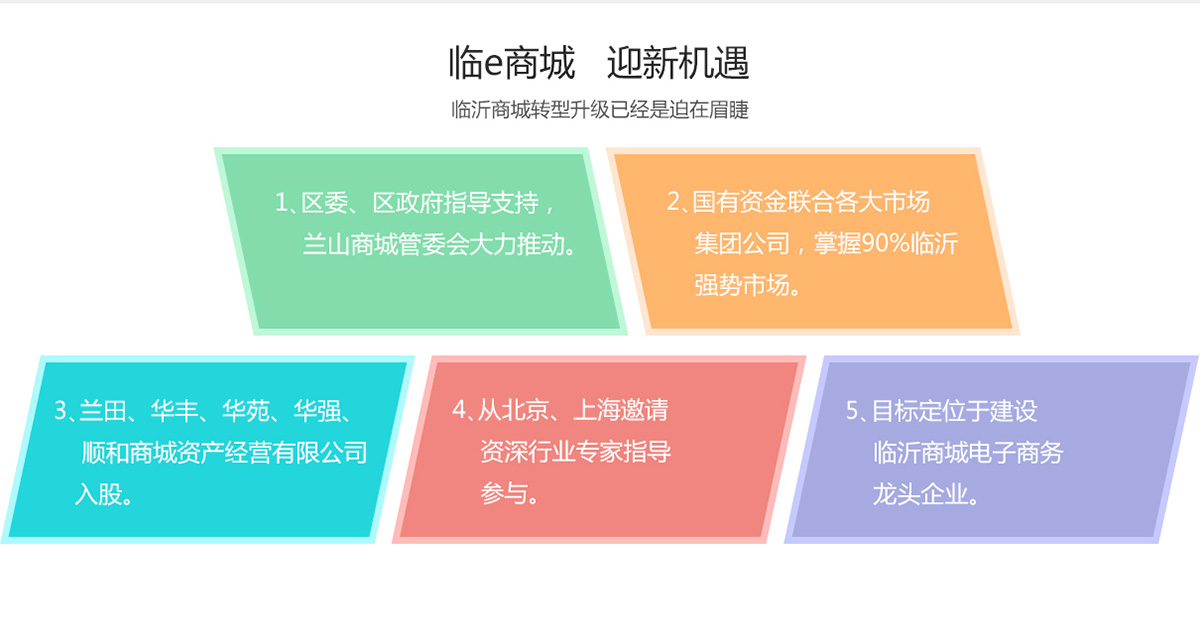 临e商城 迎新机遇
临沂商城转型升级已经是迫在眉睫
1、区委、区政府指导支持，
兰山商城管委会大力推动。
2、国有资金联合各大市场
集团公司，掌握90%临沂
强势市场。
3、兰田、华丰、华苑、华强、
顺和商城资产经营有限公司
入股。
4、从北京、上海邀请
资深行业专家指导
参与。
5、目标定位于建设
临沂商城电子商务
龙头企业。